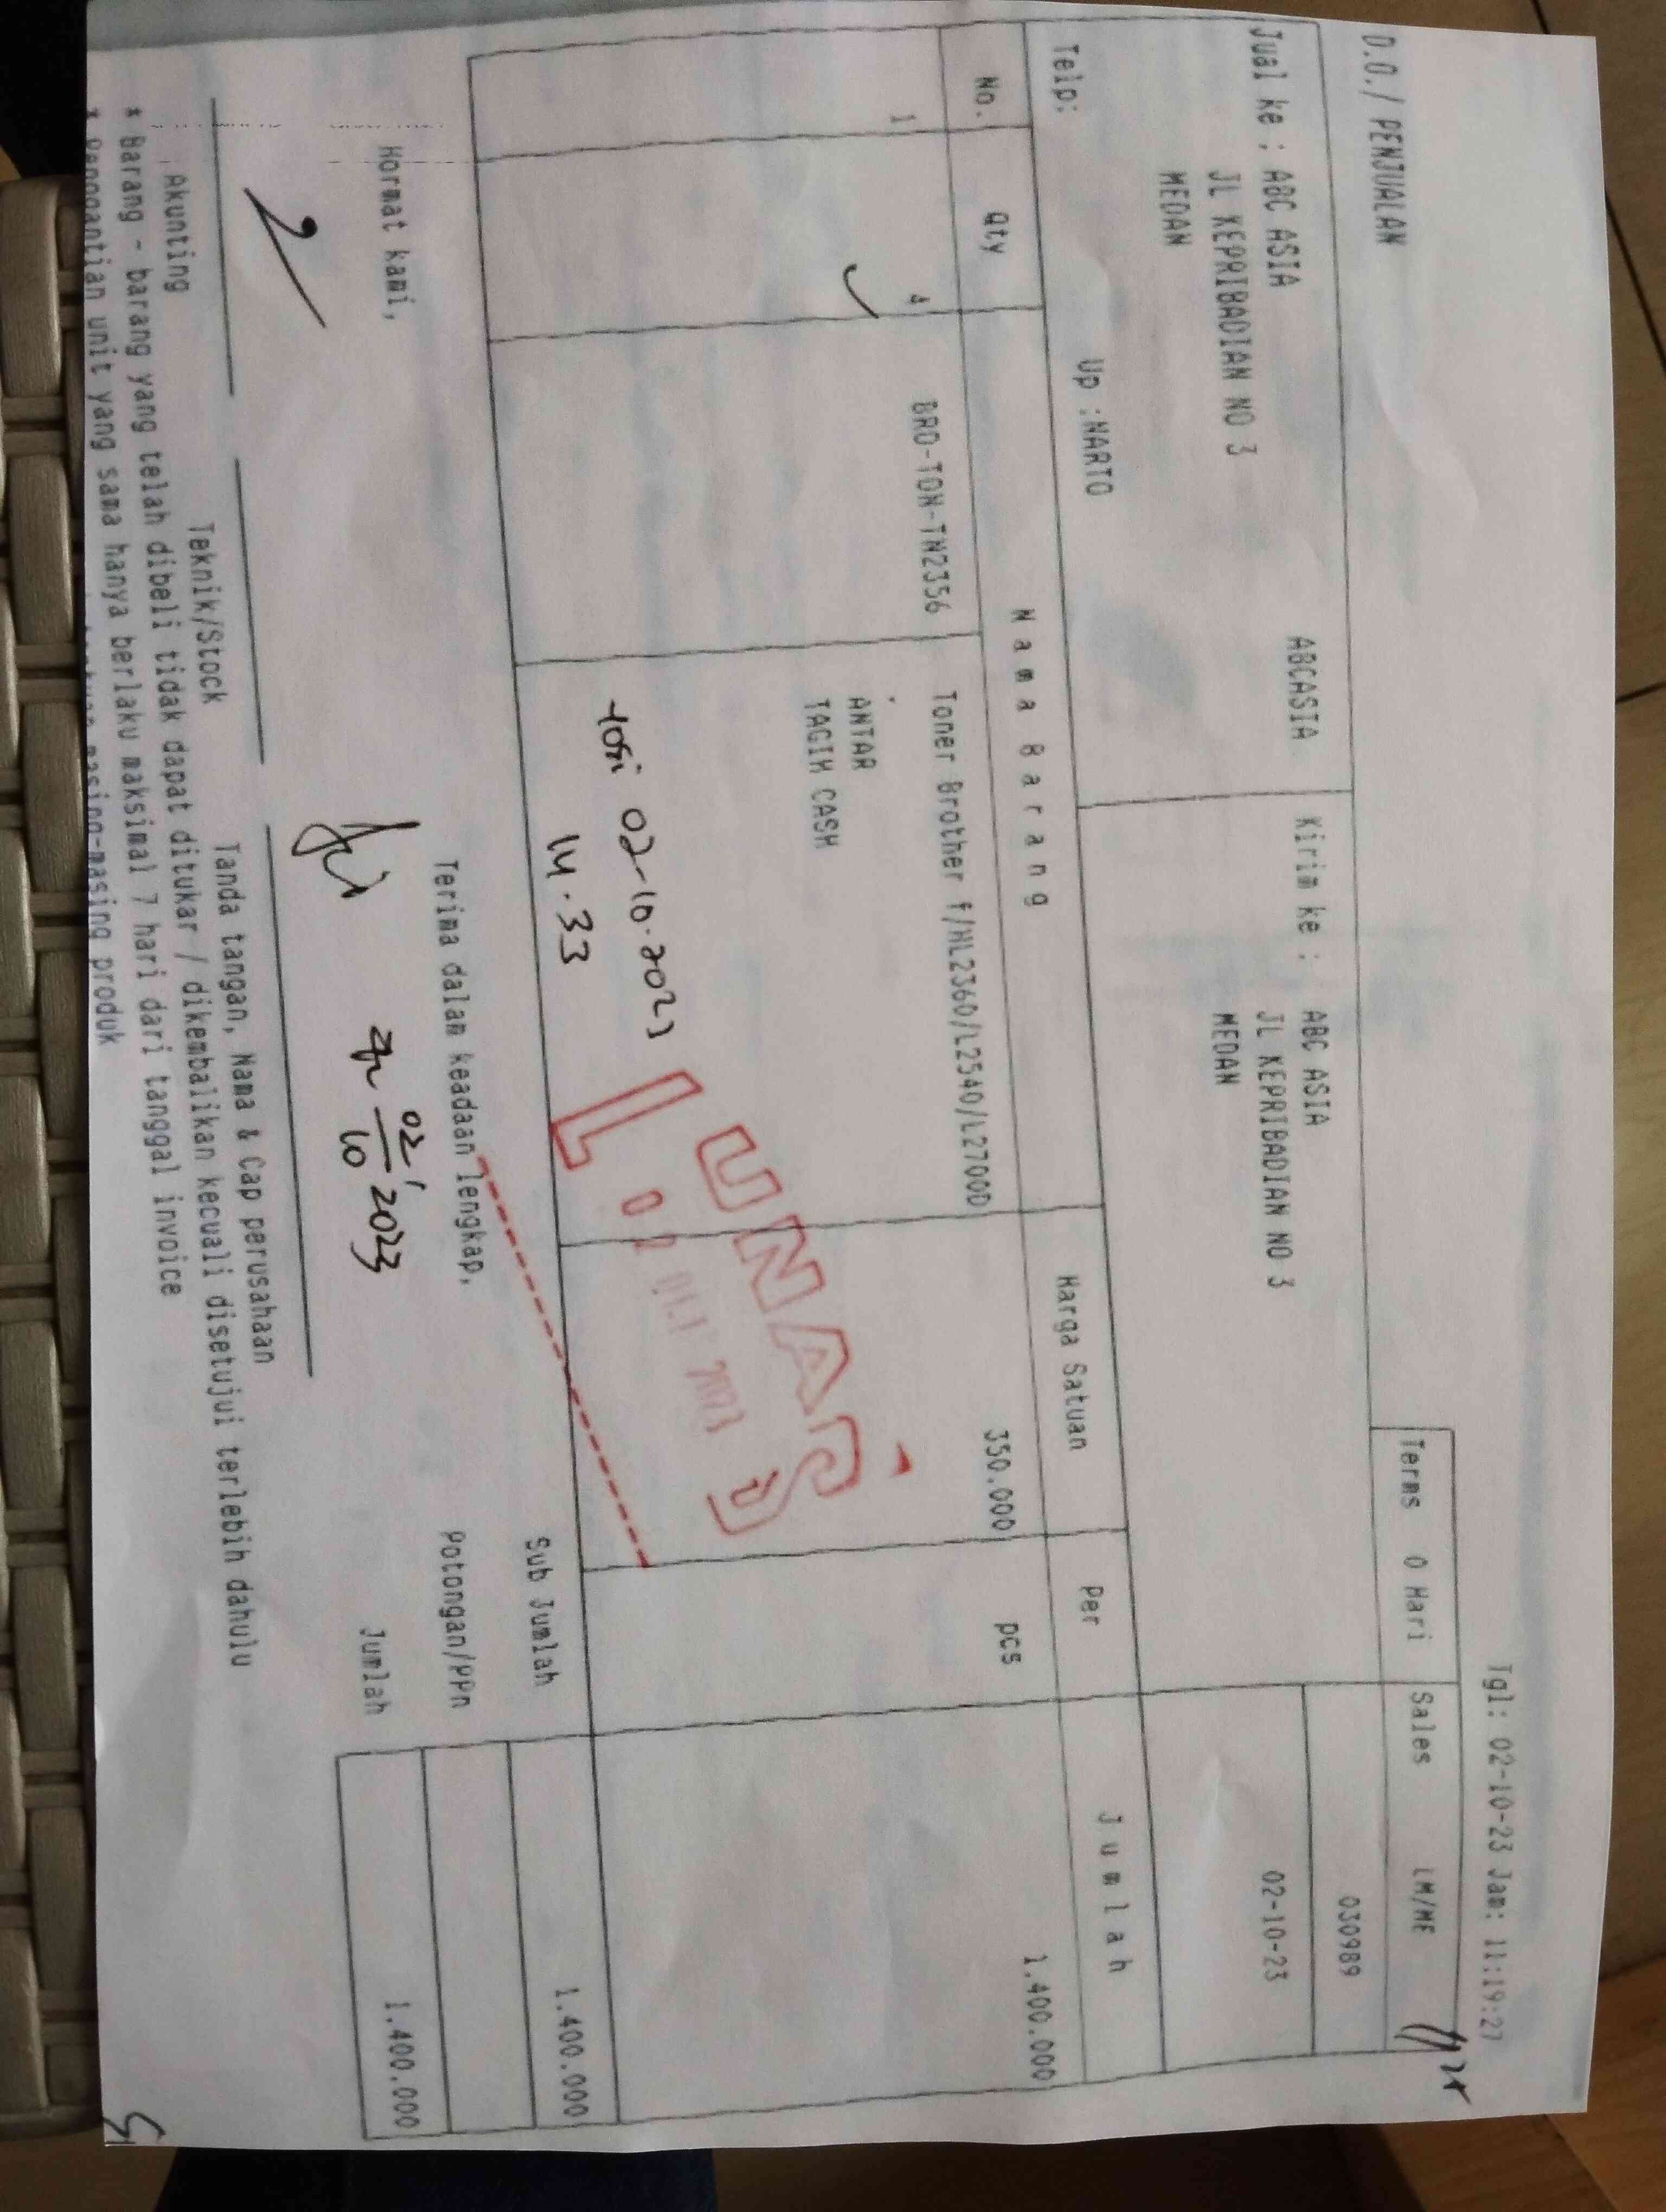 Tgl: 02-10-23 Jam: 11:19:27
D.O./ PENJUALAN
Terms 0 Hari Sales LM/ME
Jual ke : ABC ASIA ABCASIA
JL KEPRIBADIAN NO 3
MEDAN
Telp: Up :NARTO
Kirim ke : ABC ASIA
JL KEPRIBADIAN NO 3
MEDAN
030989
02-10-23
No. Qty Nama Barang Harga Satuan Per Jumlah
1 4 BRO-TON-TN2356 Toner Brother f/HL2360/L2540/L2700D 350.000 pcs 1.400.000
ANTAR
TAGIH CASH
02-10-2023
14.33
LUNAS
02 OCT 2023
Sub Jumlah 1.400.000
Potongan/PPn
Jumlah 1.400.000
Hormat kami,
Terima dalam keadaan lengkap,
02/10 2023
Akunting Teknik/Stock Tanda tangan, Nama & Cap perusahaan
* Barang - barang yang telah dibeli tidak dapat ditukar / dikembalikan kecuali disetujui terlebih dahulu
* Penggantian unit yang sama hanya berlaku maksimal 7 hari dari tanggal invoice
masing-masing produk